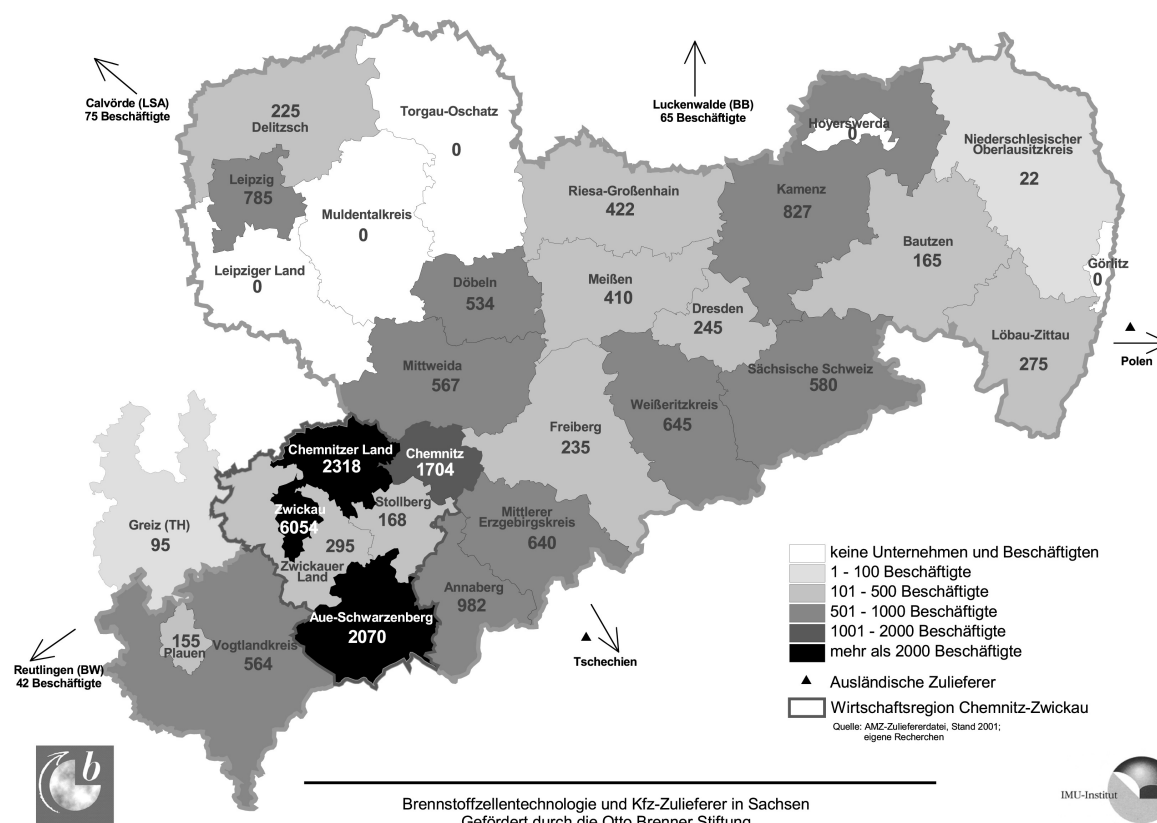 Calvörde (LSA)
75 Beschäftigte
225
Delitzsch
Torgau-Oschatz
0
Luckenwalde (BB)
65 Beschäftigte
Hoyerswerda
0
Niederschlesischer
Oberlausitzkreis
22
Leipzig
785
Muldentalkreis
0
Riesa-Großenhain
422
Kamenz
827
Bautzen
165
Leipziger Land
0
Görlitz
0
Döbeln
534
Meißen
410
Dresden
245
Löbau-Zittau
275
Polen
Mittweida
567
Sächsische Schweiz
580
Weißeritzkreis
645
Freiberg
235
Chemnitzer Land
2318
Chemnitz
1704
Stollberg
168
Zwickau
6054
Greiz (TH)
95
295
Zwickauer
Land
Mittlerer
Erzgebirgskreis
640
Annaberg
982
Aue-Schwarzenberg
2070
155
Plauen
Vogtlandkreis
564
Reutlingen (BW)
42 Beschäftigte
Tschechien
keine Unternehmen und Beschäftigten
1 - 100 Beschäftigte
101 - 500 Beschäftigte
501 - 1000 Beschäftigte
1001 - 2000 Beschäftigte
mehr als 2000 Beschäftigte
Ausländische Zulieferer
Wirtschaftsregion Chemnitz-Zwickau
Quelle: AMZ-Zuliefererdatei, Stand 2001;
eigene Recherchen
b
IMU-Institut
Brennstoffzellentechnologie und Kfz-Zulieferer in Sachsen
Gefördert durch die Otto Brenner Stiftung